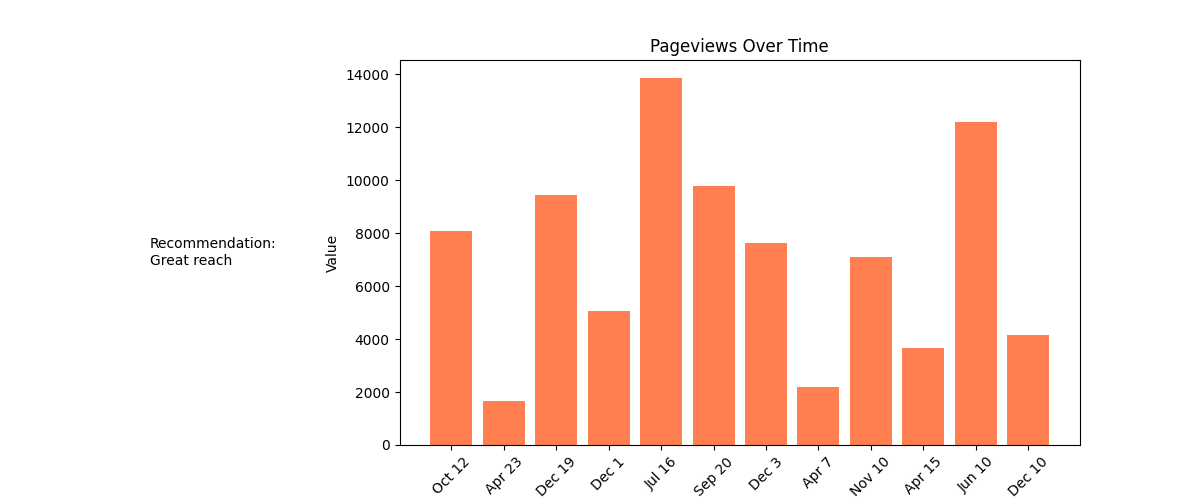 Pageviews Over Time
Recommendation:
Great reach
Value
14000
12000
10000
8000
6000
4000
2000
0
Oct 12
Apr 23
Dec 19
Dec 1
Jul 16
Sep 20
Dec 3
Apr 7
Nov 10
Apr 15
Jun 10
Dec 10